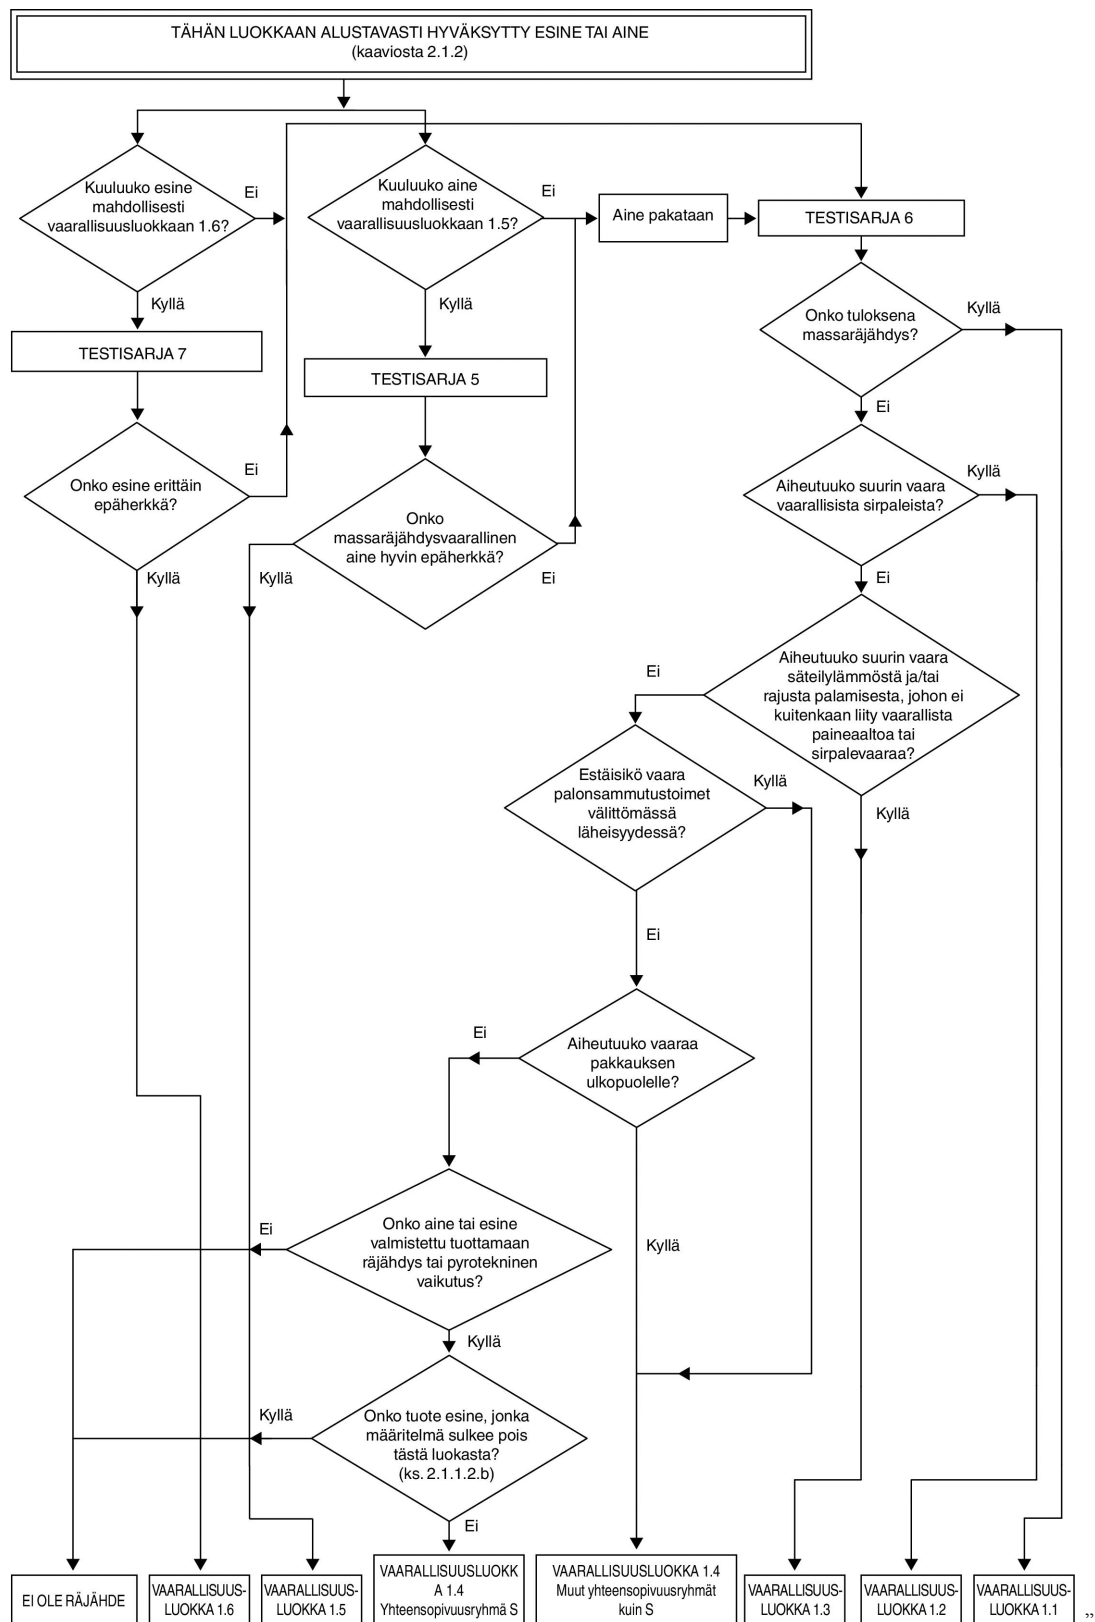 TÄHÄN LUOKKAAN ALUSTAVASTI HYVÄKSYTTY ESINE TAI AINE
(kaaviosta 2.1.2)
Kuuluuko esine
mahdollisesti
vaarallisuusluokkaan 1.6?
Ei
Kuuluuko aine
mahdollisesti
vaarallisuusluokkaan 1.5?
Ei
Aine pakataan
TESTISARJA 6
Kyllä
Kyllä
Onko tuloksena
massaräjähdys?
Kyllä
TESTISARJA 7
TESTISARJA 5
Ei
Onko esine erittäin
epäherkkä?
Ei
Aiheutuuko suurin vaara
vaarallisista sirpaleista?
Kyllä
Onko
massaräjähdysvaarallinen
aine hyvin epäherkkä?
Kyllä
Kyllä
Ei
Ei
Aiheutuuko suurin vaara
säteilylämmöstä ja/tai
rajusta palamisesta, johon ei
kuitenkaan liity vaarallista
paineaaltoa tai
sirpalevaaraa?
Ei
Estäisikö vaara
palonsammutustoimet
välittömässä
läheisyydessä?
Kyllä
Kyllä
Ei
Aiheutuuko vaaraa
pakkauksen
ulkopuolelle?
Ei
Onko aine tai esine
valmistettu tuottamaan
räjähdys tai pyrotekninen
vaikutus?
Ei
Kyllä
Kyllä
Onko tuote esine, jonka
määritelmä sulkee pois
tästä luokasta?
(ks. 2.1.1.2.b)
Kyllä
Ei
EI OLE RÄJÄHDE
VAARALLISUUS-
LUOKKA 1.6
VAARALLISUUS-
LUOKKA 1.5
VAARALLISUUSLUOKK
A 1.4
Yhteensopivuusryhmä S
VAARALLISUUSLUOKKA 1.4
Muut yhteensopivuusryhmät
kuin S
VAARALLISUUS-
LUOKKA 1.3
VAARALLISUUS-
LUOKKA 1.2
VAARALLISUUS-
LUOKKA 1.1
”